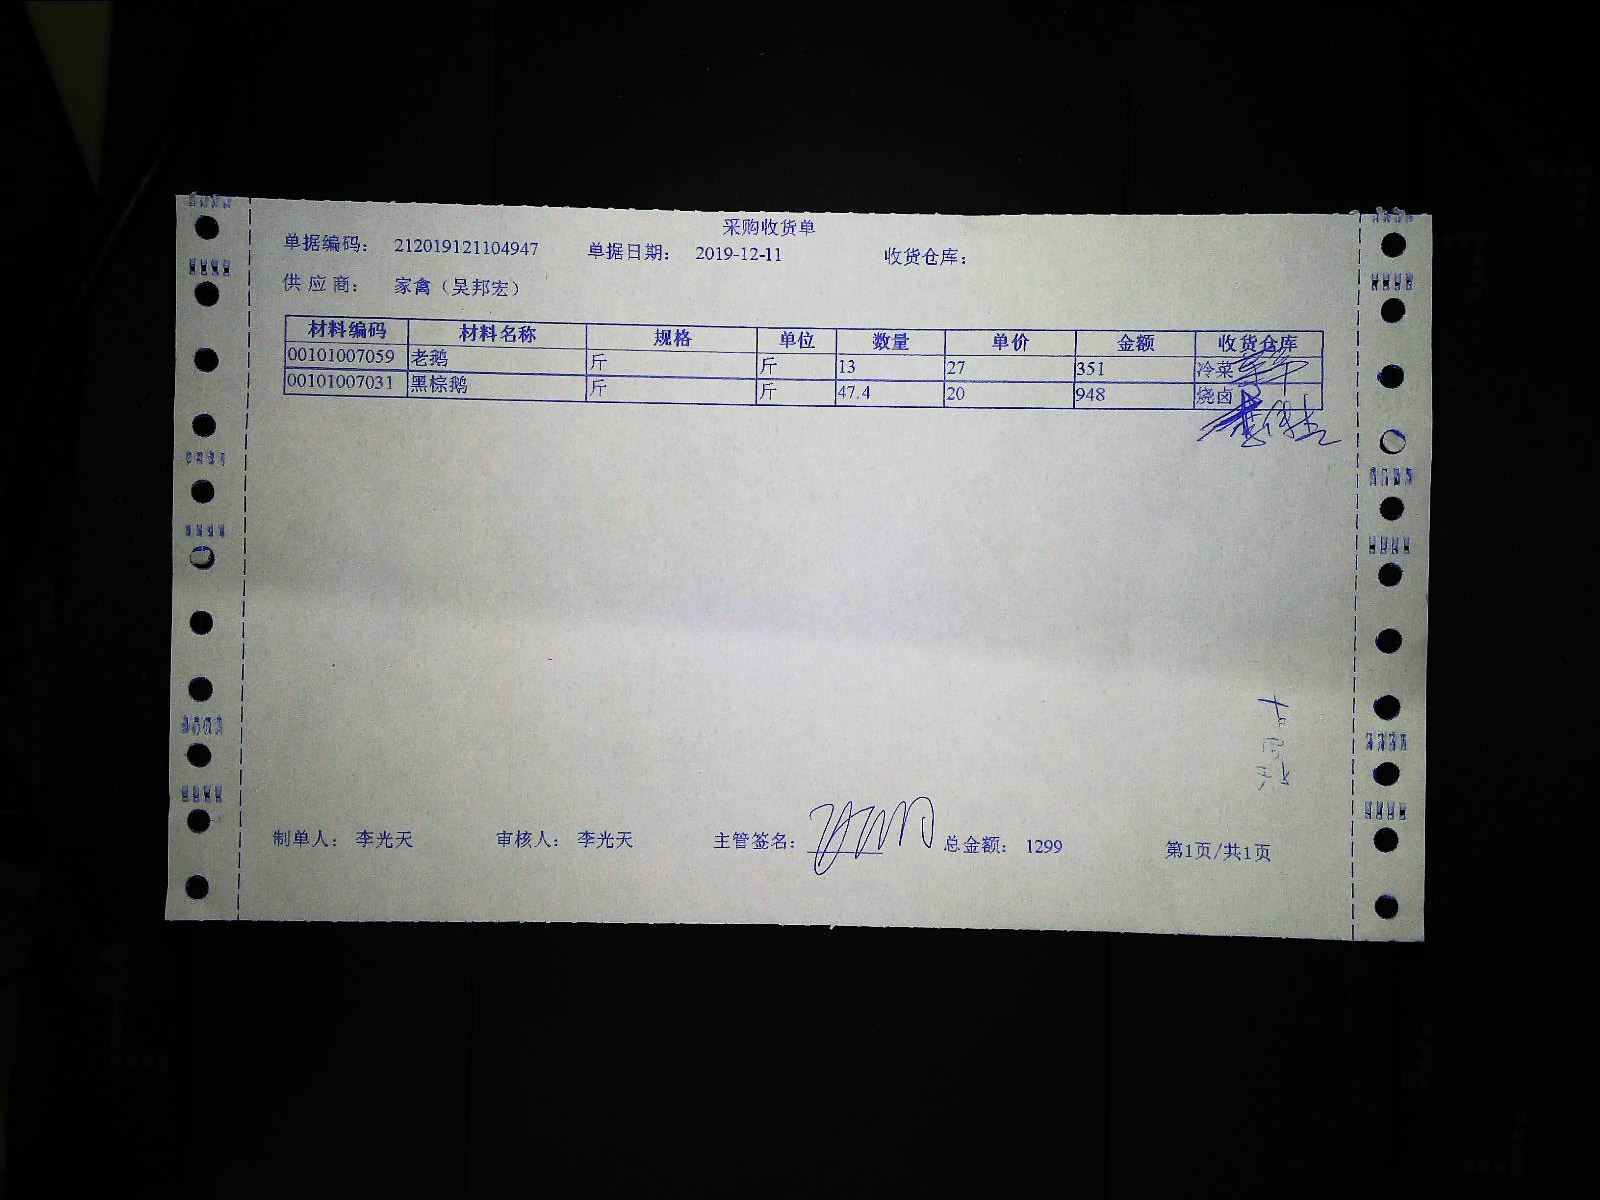 采购收货单
单据编码： 212019121104947 单据日期： 2019-12-11 收货仓库：
供应商： 家禽（吴邦宏）
材料编码 材料名称 规格 单位 数量 单价 金额 收货仓库
00101007059 老鹅 斤 斤 13 27 351 冷菜
00101007031 黑棕鹅 斤 斤 47.4 20 948 烧卤
制单人： 李光天 审核人： 李光天 主管签名： 总金额： 1299 第1页/共1页